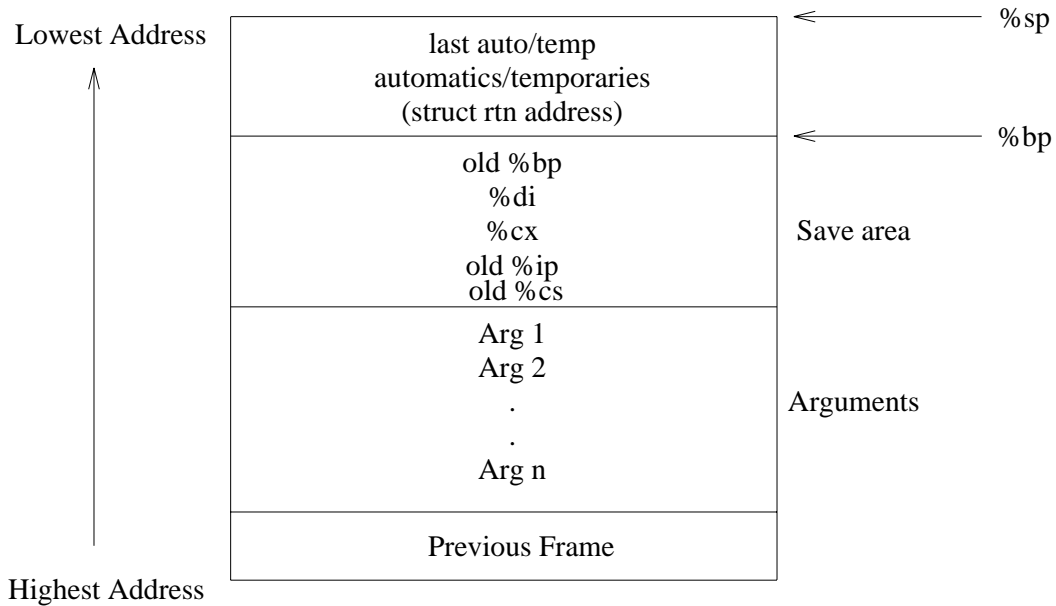 %sp
Lowest Address
last auto/temp
automatics/temporaries
(struct rtn address)
%bp
old %bp
%di
%cx
Save area
old %ip
old %cs
Arg 1
Arg 2
.
Arguments
.
Arg n
Previous Frame
Highest Address